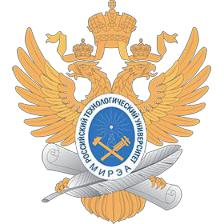 РОССИЙСКИЙ ТЕХНОЛОГИЧЕСКИЙ УНИВЕРСИТЕТ
МИРЭА